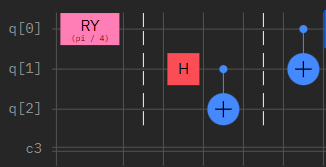 q[0]
RY
(pi / 4)
q[1]
H
q[2]
c3